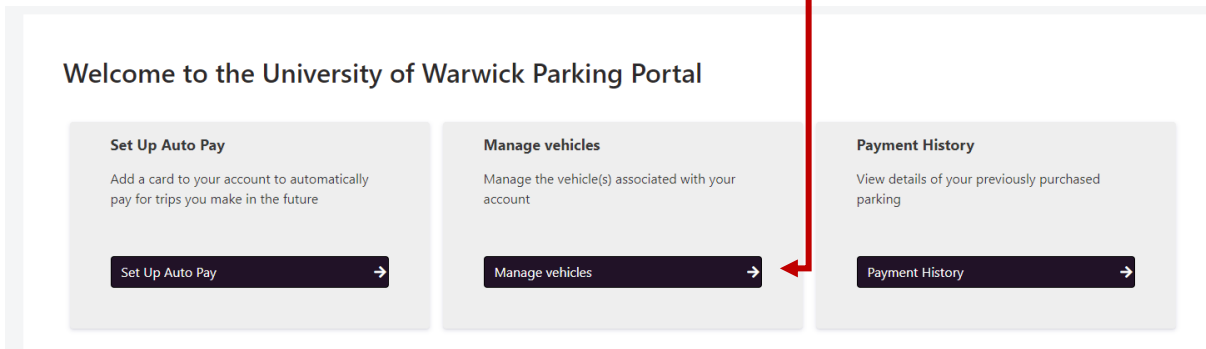 Welcome to the University of Warwick Parking Portal
Set Up Auto Pay
Add a card to your account to automatically
pay for trips you make in the future
Set Up Auto Pay
Manage vehicles
Manage the vehicle(s) associated with your
account
Manage vehicles
Payment History
View details of your previously purchased
parking
Payment History